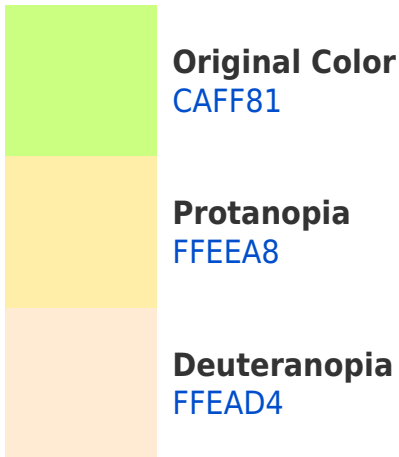 Original Color
CAFF81
Protanopia
FFEEA8
Deuteranopia
FFEAD4